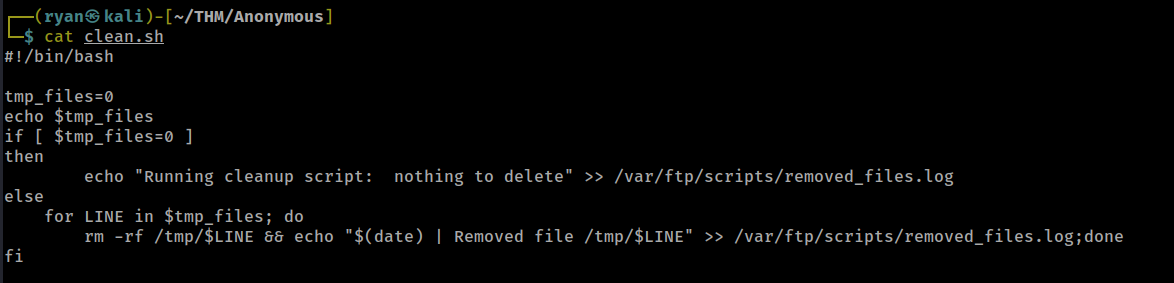 ┌──(ryan㉿kali)-[~/THM/Anonymous]
└─$ cat clean.sh
#!/bin/bash

tmp_files=0
echo $tmp_files
if [ $tmp_files=0 ]
then
        echo "Running cleanup script:  nothing to delete" >> /var/ftp/scripts/removed_files.log
else
    for LINE in $tmp_files; do
        rm -rf /tmp/$LINE && echo "$(date) | Removed file /tmp/$LINE" >> /var/ftp/scripts/removed_files.log;done
fi